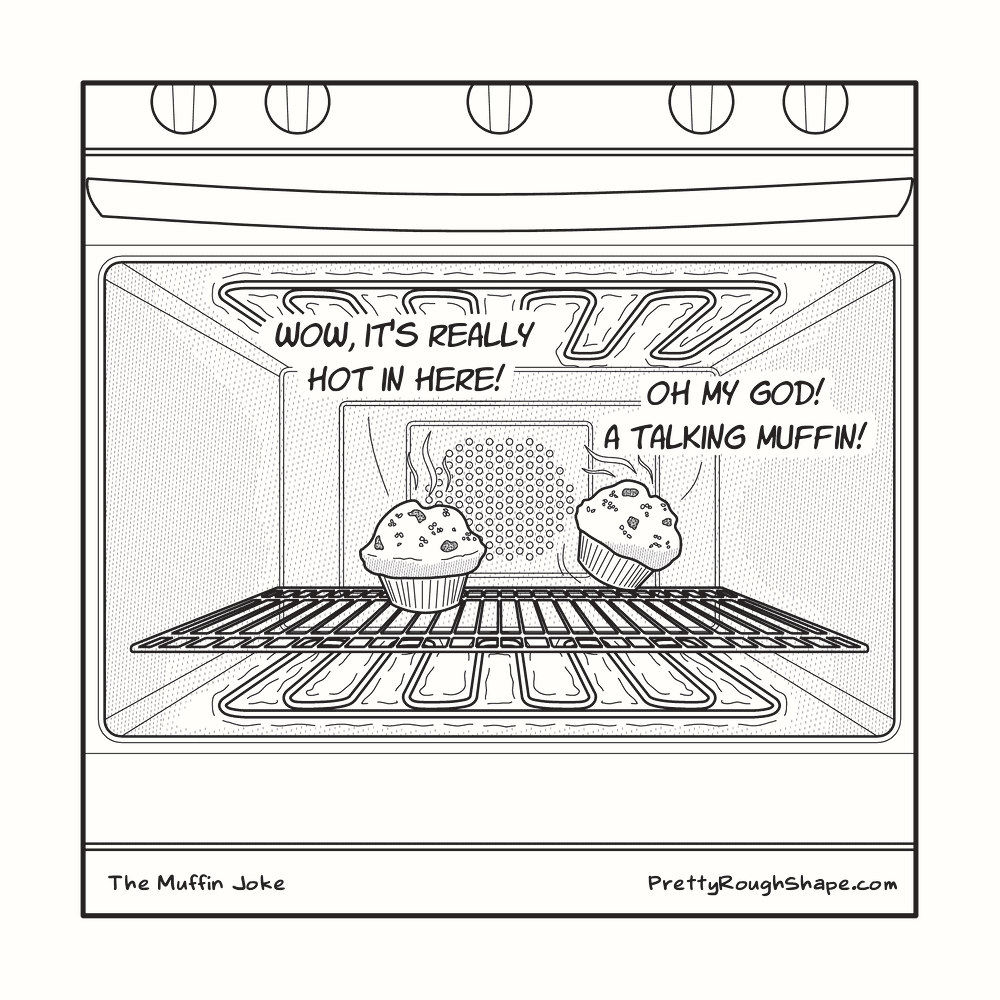 WOW, IT'S REALLY
HOT IN HERE!
OH MY GOD!
A TALKING MUFFIN!
The Muffin Joke
PrettyRoughShape.com